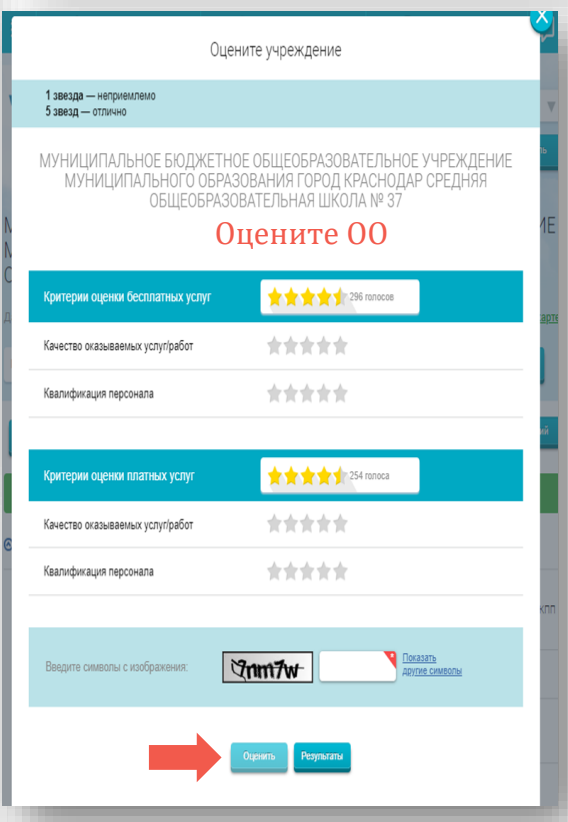 X
Оцените учреждение
1 звезда — неприемлемо
5 звезд — отлично
МУНИЦИПАЛЬНОЕ БЮДЖЕТНОЕ ОБЩЕОБРАЗОВАТЕЛЬНОЕ УЧРЕЖДЕНИЕ
МУНИЦИПАЛЬНОГО ОБРАЗОВАНИЯ ГОРОД КРАСНОДАР СРЕДНЯЯ
ОБЩЕОБРАЗОВАТЕЛЬНАЯ ШКОЛА № 37
Оцените ОО
Критерии оценки бесплатных услуг 296 голосов
Качество оказываемых услуг/работ
Квалификация персонала
Критерии оценки платных услуг 254 голоса
Качество оказываемых услуг/работ
Квалификация персонала
Введите символы с изображения: 7nm7w Показать
другие символы
Оценить Результаты